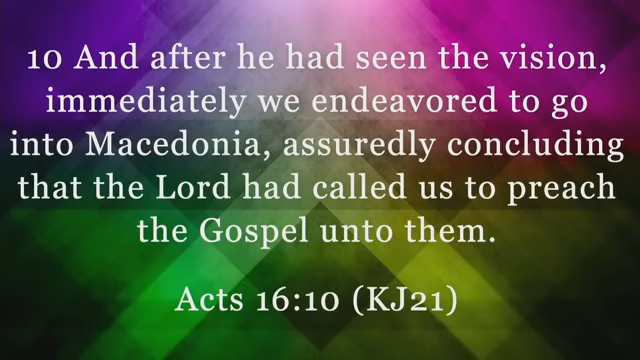 10 And after he had seen the vision,
immediately we endeavored to go
into Macedonia, assuredly concluding
that the Lord had called us to preach
the Gospel unto them.
Acts 16:10 (KJ21)